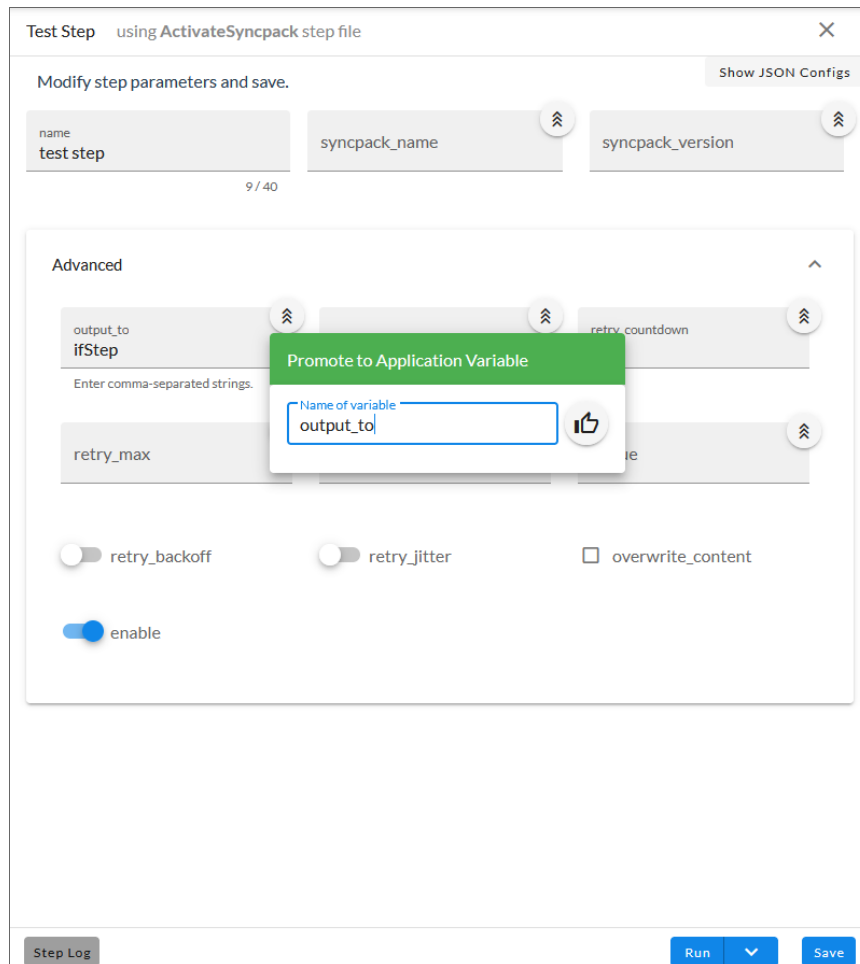 Test Step using ActivateSyncpack step file
Show JSON Configs
Modify step parameters and save.
name
test step
syncpack_name
syncpack_version
9 / 40
Advanced
output_to
ifStep
retry_countdown
Enter comma-separated strings.
Promote to Application Variable
Name of variable
output_to
retry_max
ue
retry_backoff
retry_jitter
overwrite_content
enable
Step Log
Run
Save